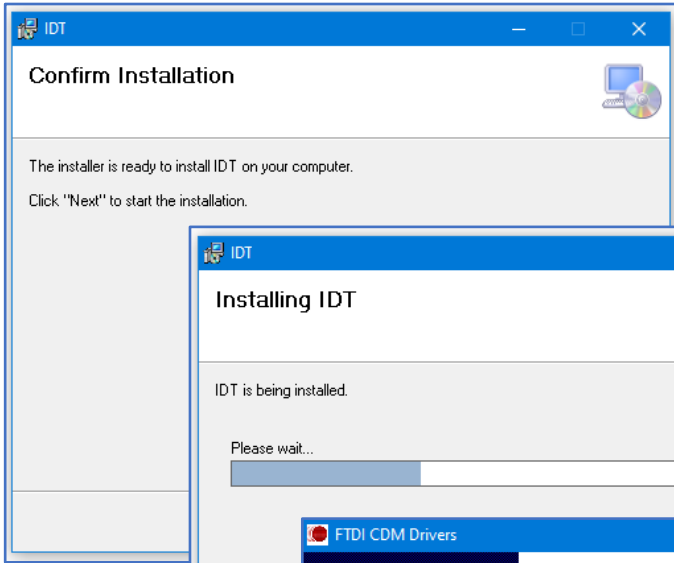 IDT
Confirm Installation
The installer is ready to install IDT on your computer.
Click "Next" to start the installation.
IDT
Installing IDT
IDT is being installed.
Please wait...
FTDI CDM Drivers